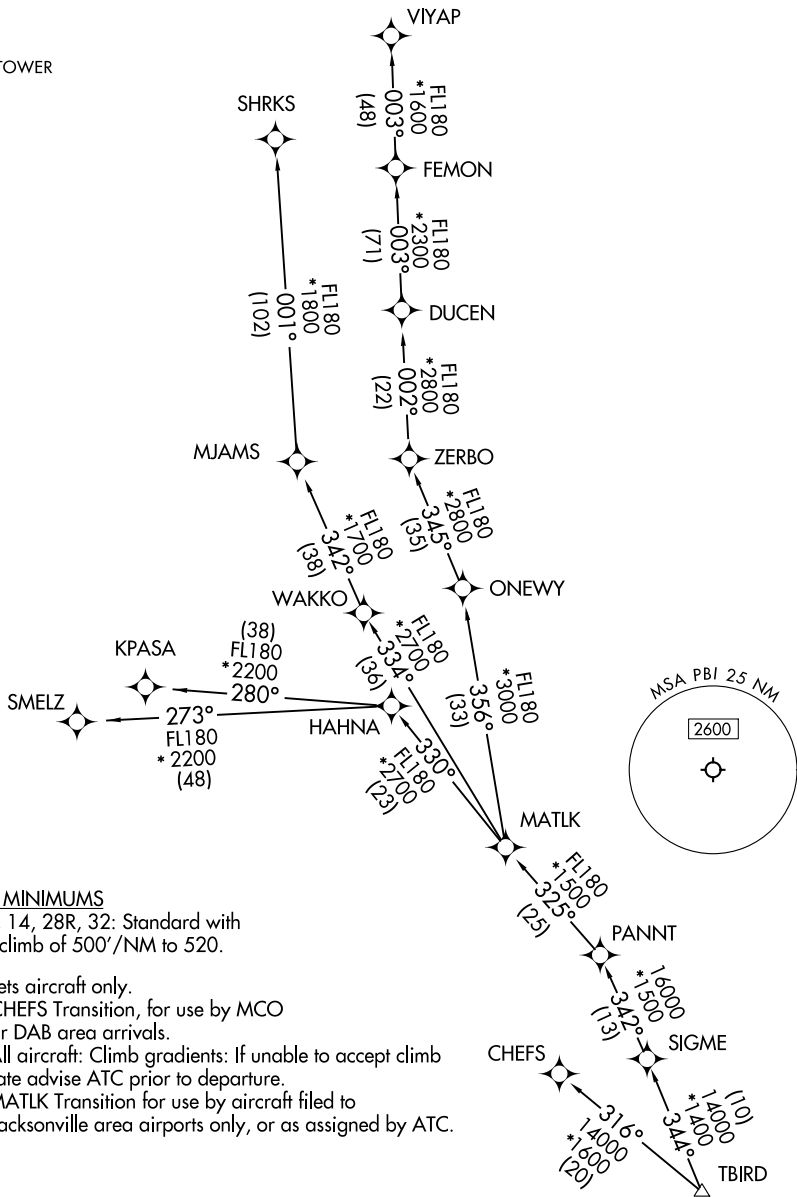 VIYAP
TOWER
FL180
*1600
003°
(48)
SHRKS
FEMON
FL180
*2300
003°
(71)
FL180
*1800
001°
(102)
DUCEN
FL180
*2800
002°
(22)
MJAMS
ZERBO
FL180
*1700
342°
(38)
FL180
*2800
345°
(35)
WAKKO
ONEWY
FL180
*2700
334°
(36)
FL180
*3000
356°
(33)
KPASA
(38)
FL180
*2200
280°
SMELZ
273°
FL180
*2200
(48)
HAHNA
330°
FL180
*2700
(23)
MSA PBI 25 NM
2600
MATLK
FL180
*1500
325°
(25)
PANNT
16000
*1500
342°
(13)
SIGME
(10)
14000
*1400
344°
CHEFS
316°
14000
*1600
(20)
TBIRD
MINIMUMS
, 14, 28R, 32: Standard with
climb of 500'/NM to 520.
ets aircraft only.
CHEFS Transition, for use by MCO
r DAB area arrivals.
All aircraft: Climb gradients: If unable to accept climb
ate advise ATC prior to departure.
MATLK Transition for use by aircraft filed to
acksonville area airports only, or as assigned by ATC.